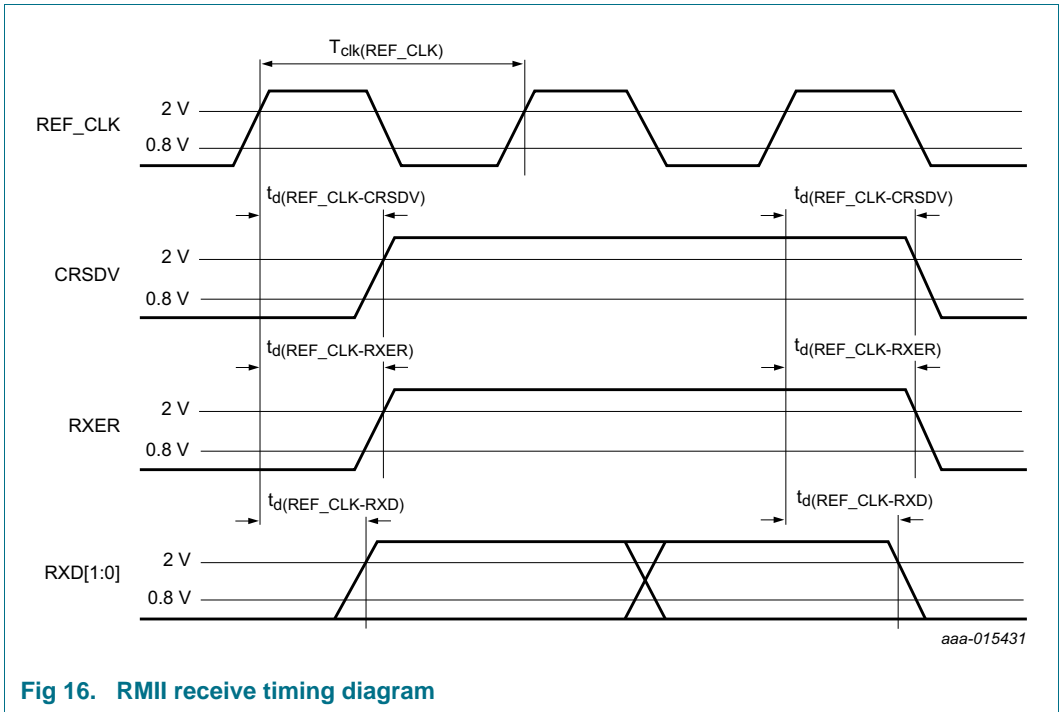 Tclk(REF_CLK)
REF_CLK
2 V
0.8 V
td(REF_CLK-CRSDV) td(REF_CLK-CRSDV)
CRSDV
2 V
0.8 V
td(REF_CLK-RXER) td(REF_CLK-RXER)
RXER
2 V
0.8 V
td(REF_CLK-RXD) td(REF_CLK-RXD)
RXD[1:0]
2 V
0.8 V
aaa-015431
Fig 16. RMII receive timing diagram